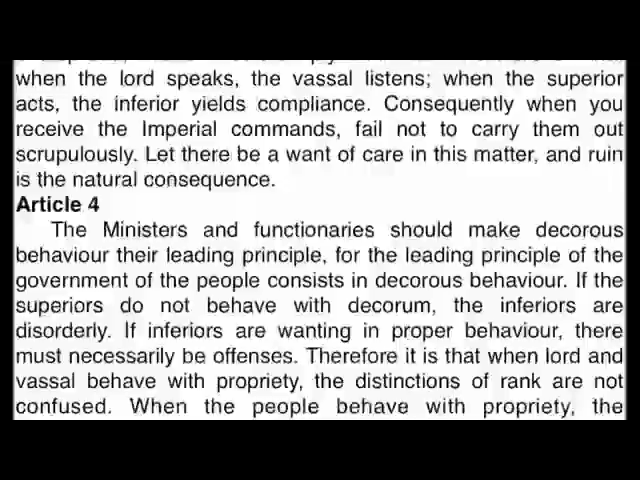 when the lord speaks, the vassal listens; when the superior
acts, the inferior yields compliance. Consequently when you
receive the Imperial commands, fail not to carry them out
scrupulously. Let there be a want of care in this matter, and ruin
is the natural consequence.
Article 4
The Ministers and functionaries should make decorous
behaviour their leading principle, for the leading principle of the
government of the people consists in decorous behaviour. If the
superiors do not behave with decorum, the inferiors are
disorderly. If inferiors are wanting in proper behaviour, there
must necessarily be offenses. Therefore it is that when lord and
vassal behave with propriety, the distinctions of rank are not
confused. When the people behave with propriety, the